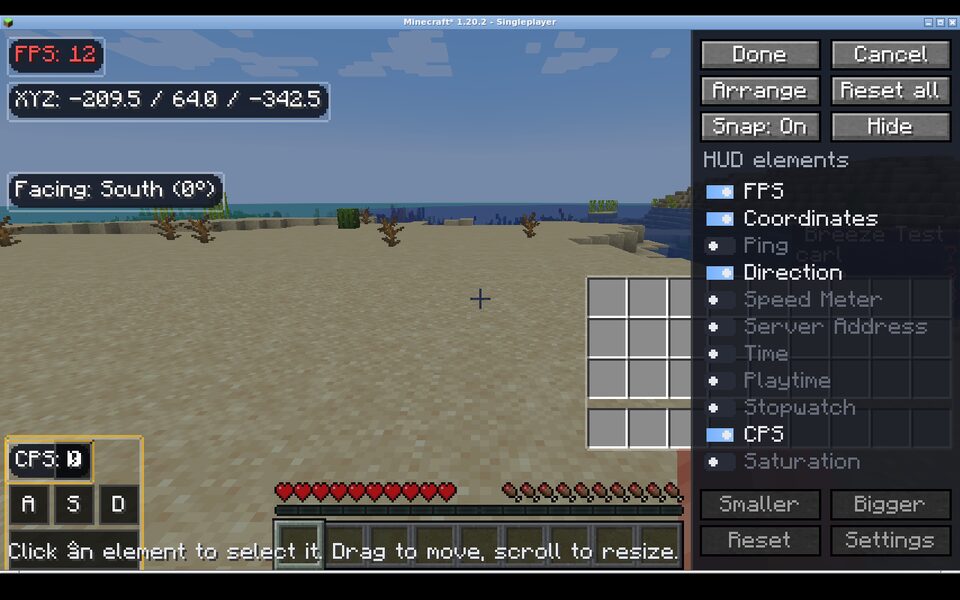 Minecraft* 1.20.2 - Singleplayer
FPS: 12
XYZ: -209.5 / 64.0 / -342.5
Facing: South (0°)
Done
Cancel
Arrange
Reset all
Snap: On
Hide
HUD elements
FPS
Coordinates
Ping
Breeze Test
carl
Direction
Speed Meter
Server Address
Time
Playtime
Stopwatch
CPS
Saturation
CPS: 0
A S D
Click an element to select it. Drag to move, scroll to resize.
Smaller
Bigger
Reset
Settings